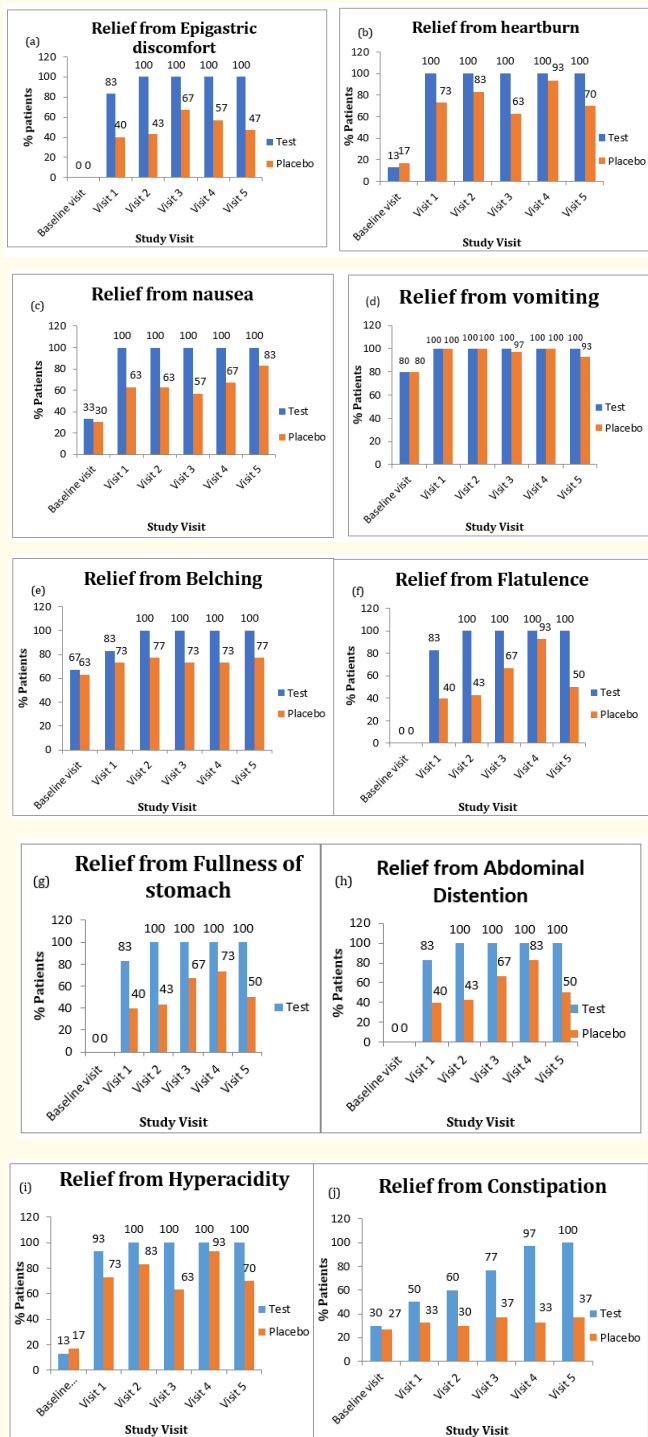 (a)
Relief from Epigastric
discomfort
% patients
120
100
80
60
40
20
0
0 0
83
40
100
43
100
67
100
57
100
47
Baseline visit
Visit 1
Visit 2
Visit 3
Visit 4
Visit 5
Study Visit
Test
Placebo
(b)
Relief from heartburn
% Patients
120
100
80
60
40
20
0
13
17
100
73
100
83
100
63
100
93
100
70
Baseline visit
Visit 1
Visit 2
Visit 3
Visit 4
Visit 5
Study Visit
Test
Placebo
(c)
Relief from nausea
% Patients
120
100
80
60
40
20
0
33
30
100
63
100
63
100
57
100
67
100
83
Baseline visit
Visit 1
Visit 2
Visit 3
Visit 4
Visit 5
Study Visit
Test
Placebo
(d)
Relief from vomiting
% Patients
120
100
80
60
40
20
0
80
80
100
100
100
100
100
97
100
100
100
93
Baseline visit
Visit 1
Visit 2
Visit 3
Visit 4
Visit 5
Study Visit
Test
Placebo
(e)
Relief from Belching
% Patients
120
100
80
60
40
20
0
67
63
83
73
100
77
100
73
100
73
100
77
Baseline visit
Visit 1
Visit 2
Visit 3
Visit 4
Visit 5
Study Visit
Test
Placebo
(f)
Relief from Flatulence
% Patients
120
100
80
60
40
20
0
0 0
83
40
100
43
100
67
100
93
100
50
Baseline visit
Visit 1
Visit 2
Visit 3
Visit 4
Visit 5
Study Visit
Test
Placebo
(g)
Relief from Fullness of
stomach
% Patients
120
100
80
60
40
20
0
0 0
83
40
100
43
100
67
100
73
100
50
Baseline visit
Visit 1
Visit 2
Visit 3
Visit 4
Visit 5
Study Visit
Test
(h)
Relief from Abdominal
Distention
% Patients
120
100
80
60
40
20
0
0 0
83
40
100
43
100
67
100
83
100
50
Baseline visit
Visit 1
Visit 2
Visit 3
Visit 4
Visit 5
Study Visit
Test
Placebo
(i)
Relief from Hyperacidity
% Patients
120
100
80
60
40
20
0
13
17
93
73
100
83
100
63
100
93
100
70
Baseline...
Visit 1
Visit 2
Visit 3
Visit 4
Visit 5
Study Visit
Test
Placebo
(j)
Relief from Constipation
% Patients
120
100
80
60
40
20
0
30
27
50
33
60
30
77
37
97
33
100
37
Baseline visit
Visit 1
Visit 2
Visit 3
Visit 4
Visit 5
Study Visit
Test
Placebo